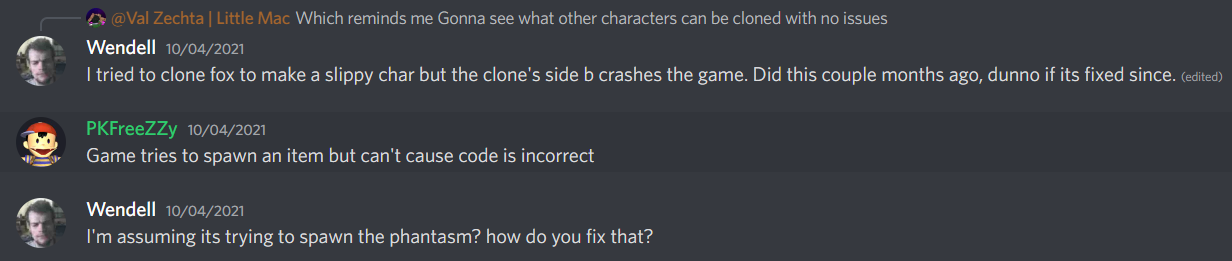 @Val Zechta | Little Mac Which reminds me Gonna see what other characters can be cloned with no issues
Wendell 10/04/2021
I tried to clone fox to make a slippy char but the clone's side b crashes the game. Did this couple months ago, dunno if its fixed since. (edited)
PKFreeZZy 10/04/2021
Game tries to spawn an item but can't cause code is incorrect
Wendell 10/04/2021
I'm assuming its trying to spawn the phantasm? how do you fix that?